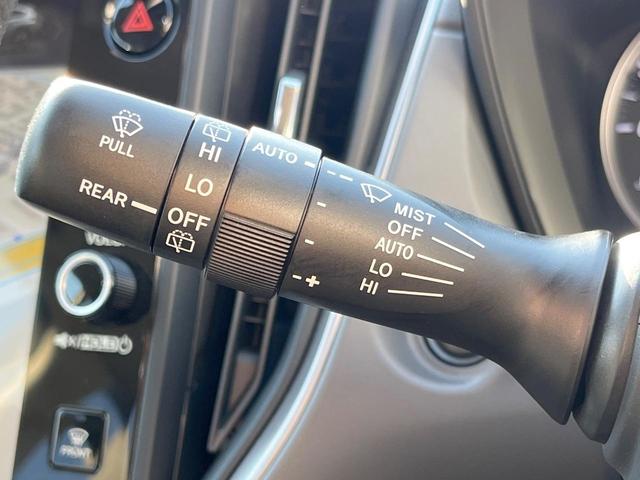 PULL
REAR
HI
LO
OFF
AUTO
- +
MIST
OFF
AUTO
LO
HI
FRONT